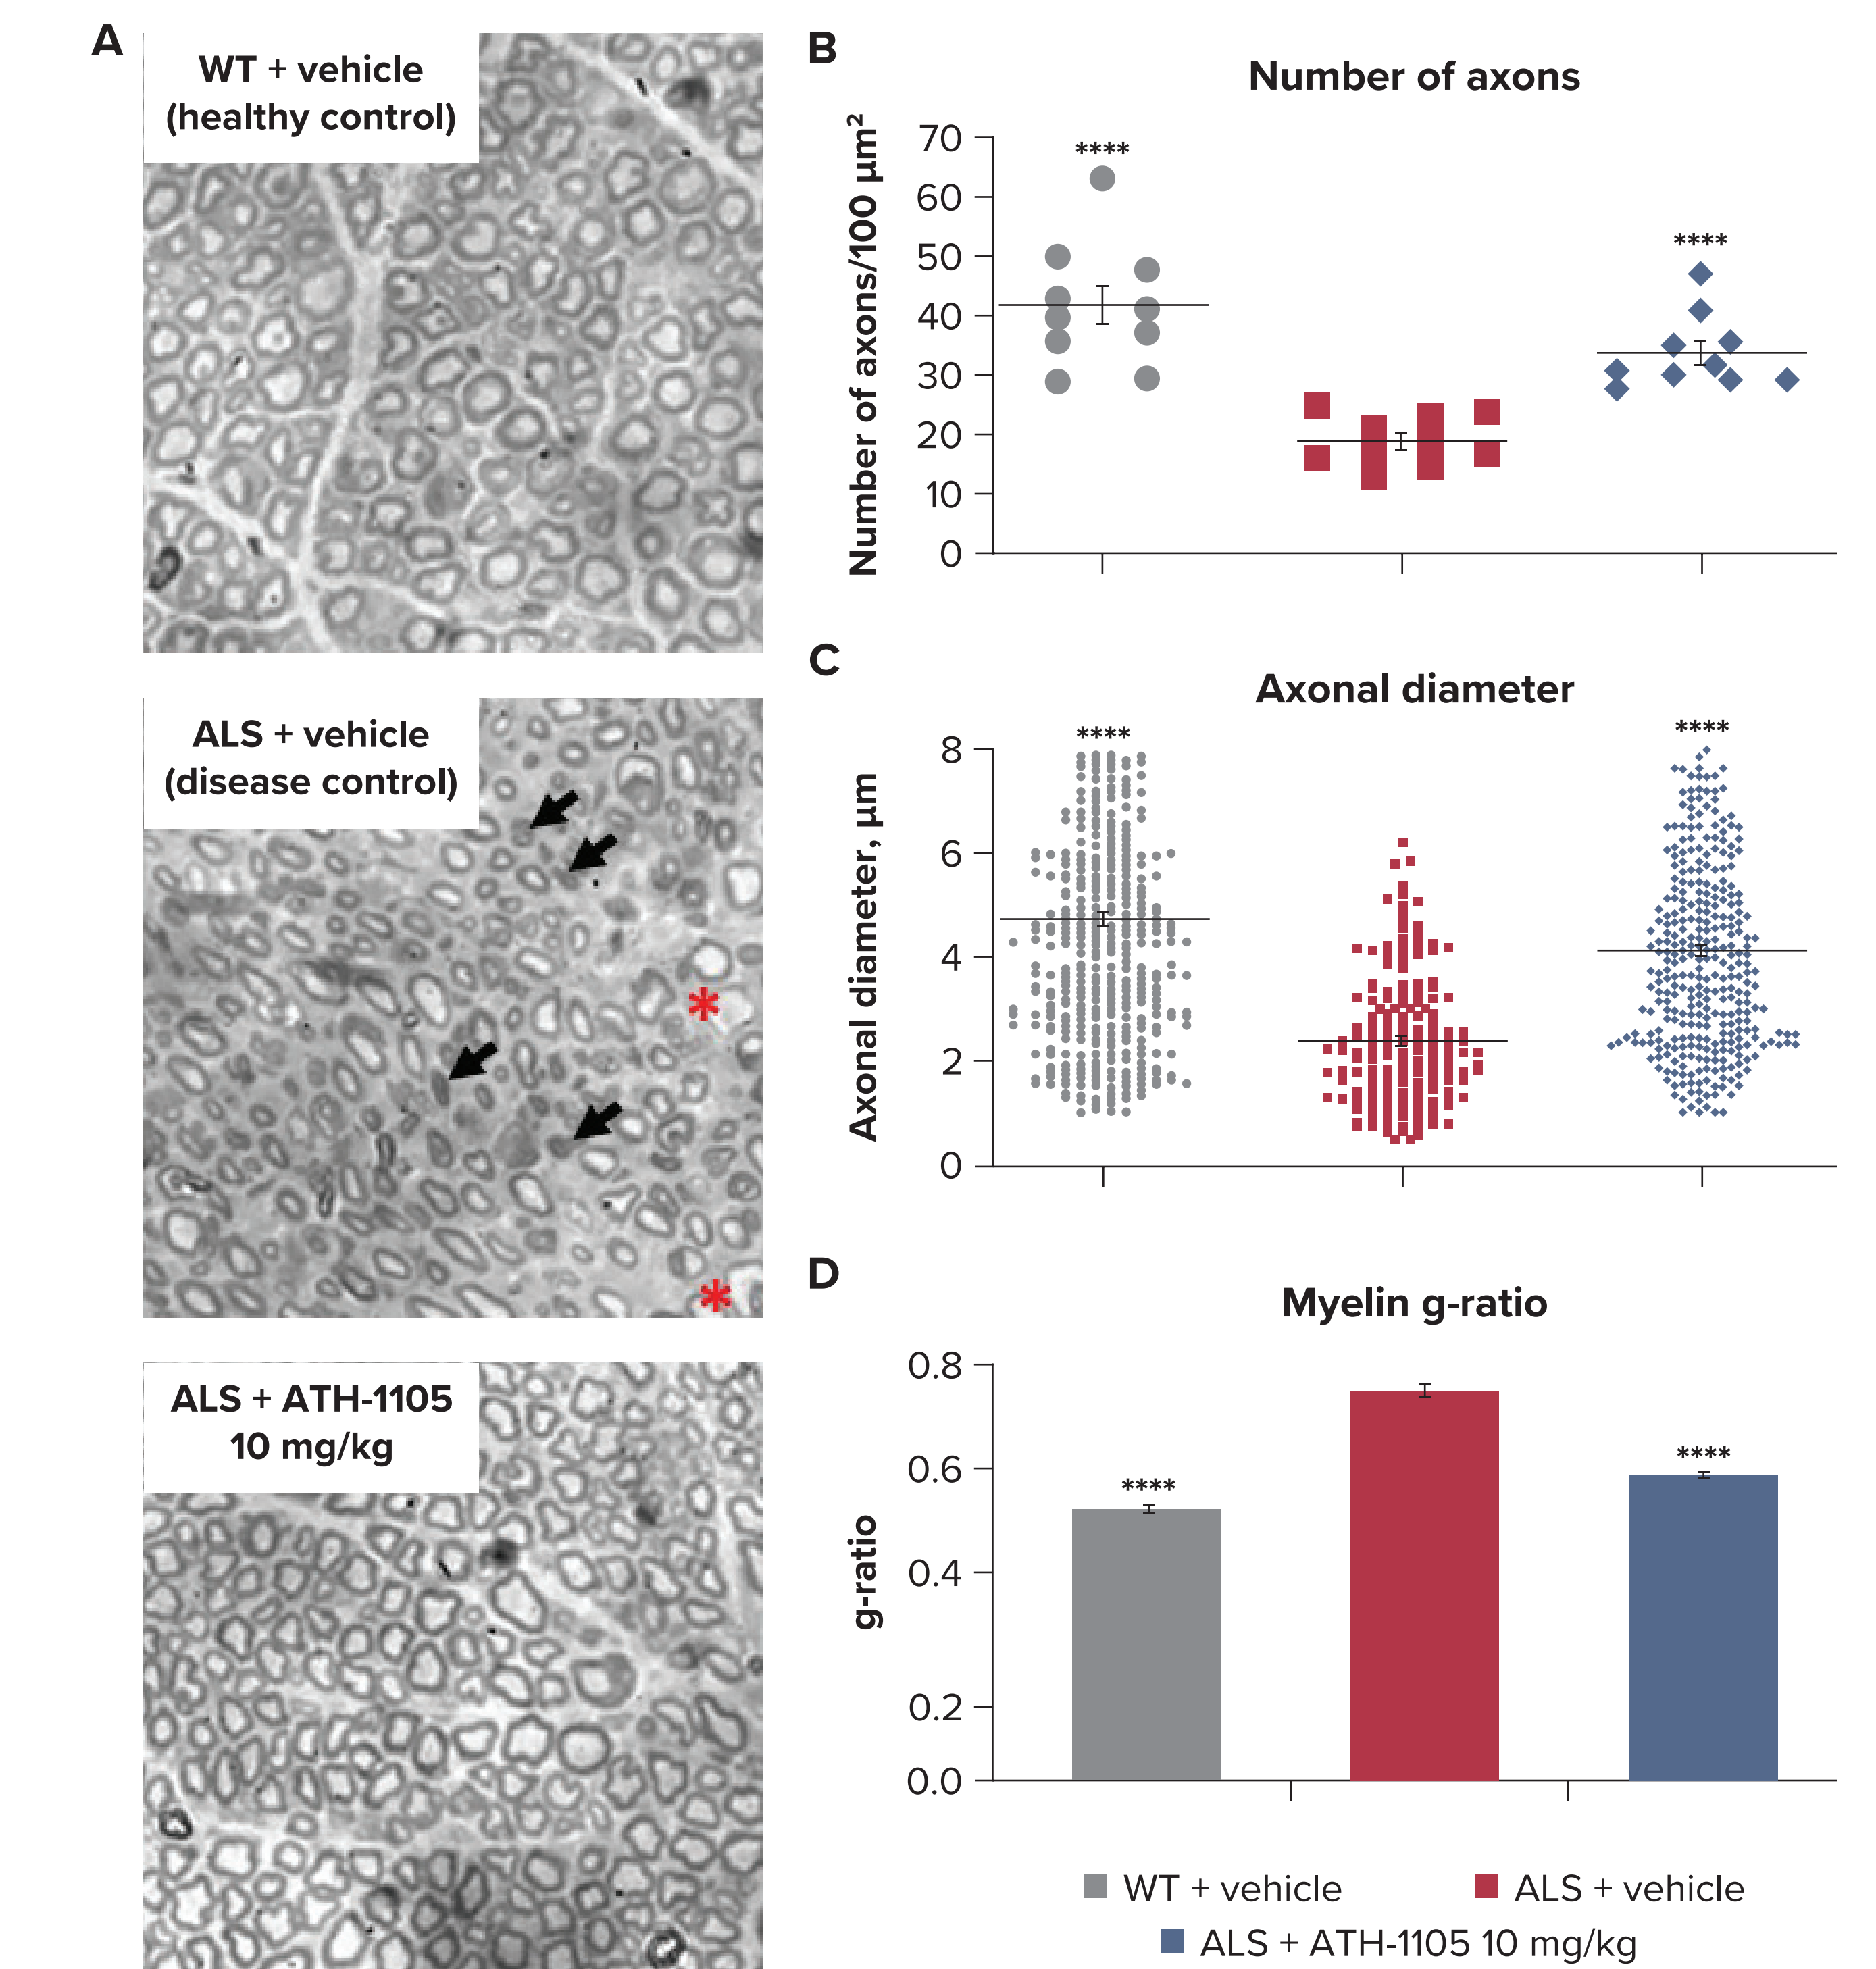 A
WT + vehicle
(healthy control)
ALS + vehicle
(disease control)
*
*
ALS + ATH-1105
10 mg/kg
B
Number of axons
Number of axons/100 µm²
70
60
50
40
30
20
10
0
****
****
C
Axonal diameter
Axonal diameter, µm
8
6
4
2
0
****
****
D
Myelin g-ratio
g-ratio
0.8
0.6
0.4
0.2
0.0
****
****
WT + vehicle
ALS + vehicle
ALS + ATH-1105 10 mg/kg